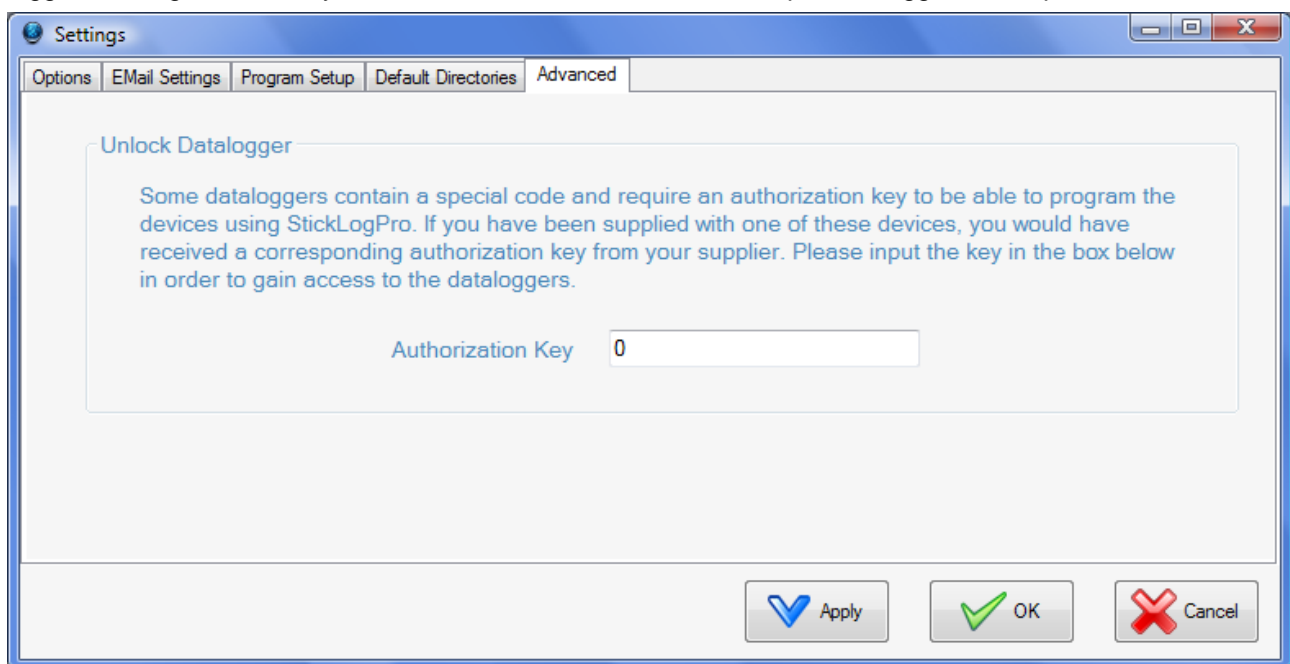 Settings
Options EMail Settings Program Setup Default Directories Advanced
Unlock Datalogger
Some dataloggers contain a special code and require an authorization key to be able to program the
devices using StickLogPro. If you have been supplied with one of these devices, you would have
received a corresponding authorization key from your supplier. Please input the key in the box below
in order to gain access to the dataloggers.
Authorization Key 0
Apply OK Cancel